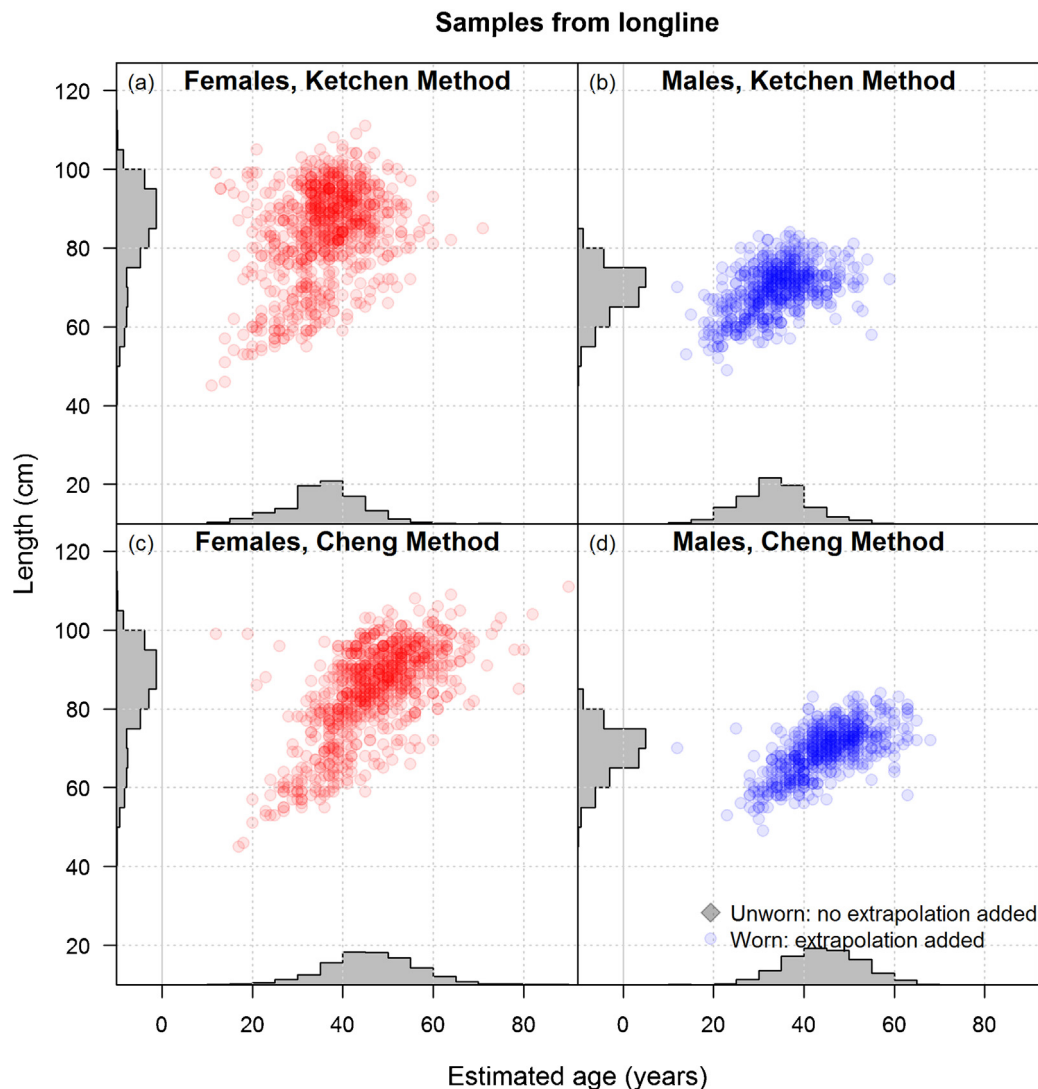 Samples from longline
(a) Females, Ketchen Method
(b) Males, Ketchen Method
120
100
80
60
40
20
(c) Females, Cheng Method
(d) Males, Cheng Method
120
100
80
60
40
20
Length (cm)
Unworn: no extrapolation added
Worn: extrapolation added
0 20 40 60 80
0 20 40 60 80
Estimated age (years)